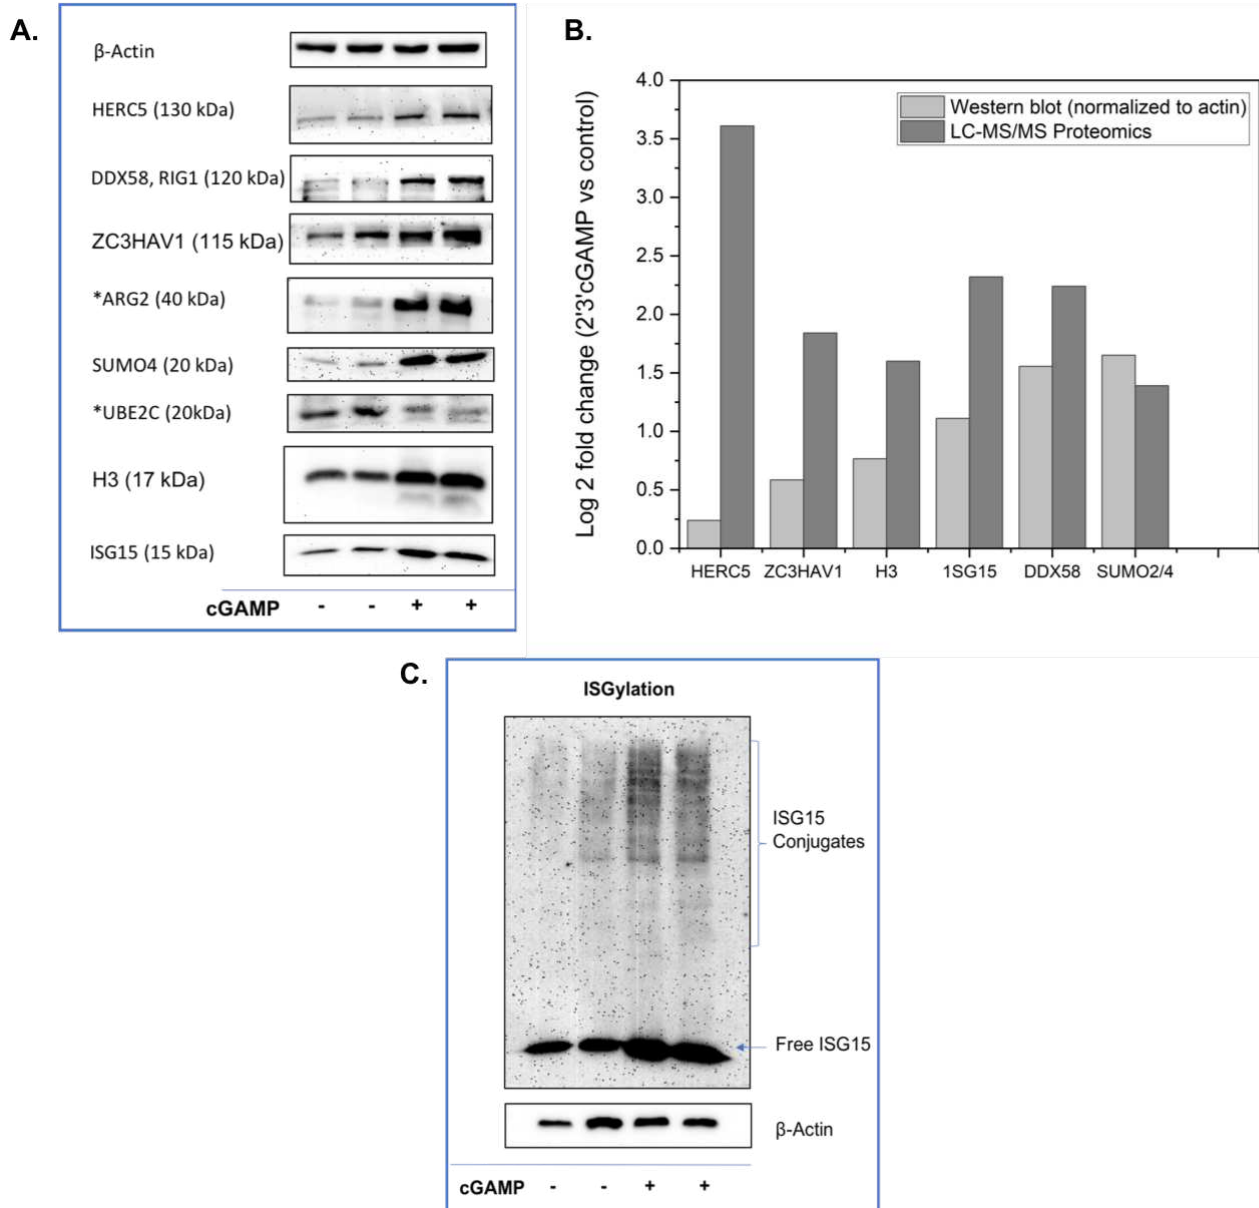 A.
β-Actin
HERC5 (130 kDa)
DDX58, RIG1 (120 kDa)
ZC3HAV1 (115 kDa)
*ARG2 (40 kDa)
SUMO4 (20 kDa)
*UBE2C (20kDa)
H3 (17 kDa)
ISG15 (15 kDa)
cGAMP - - + +
B.
Log 2 fold change (2'3'cGAMP vs control)
4.0
3.5
3.0
2.5
2.0
1.5
1.0
0.5
0.0
Western blot (normalized to actin)
LC-MS/MS Proteomics
HERC5 ZC3HAV1 H3 1SG15 DDX58 SUMO2/4
C.
ISGylation
ISG15
Conjugates
Free ISG15
β-Actin
cGAMP - - + +